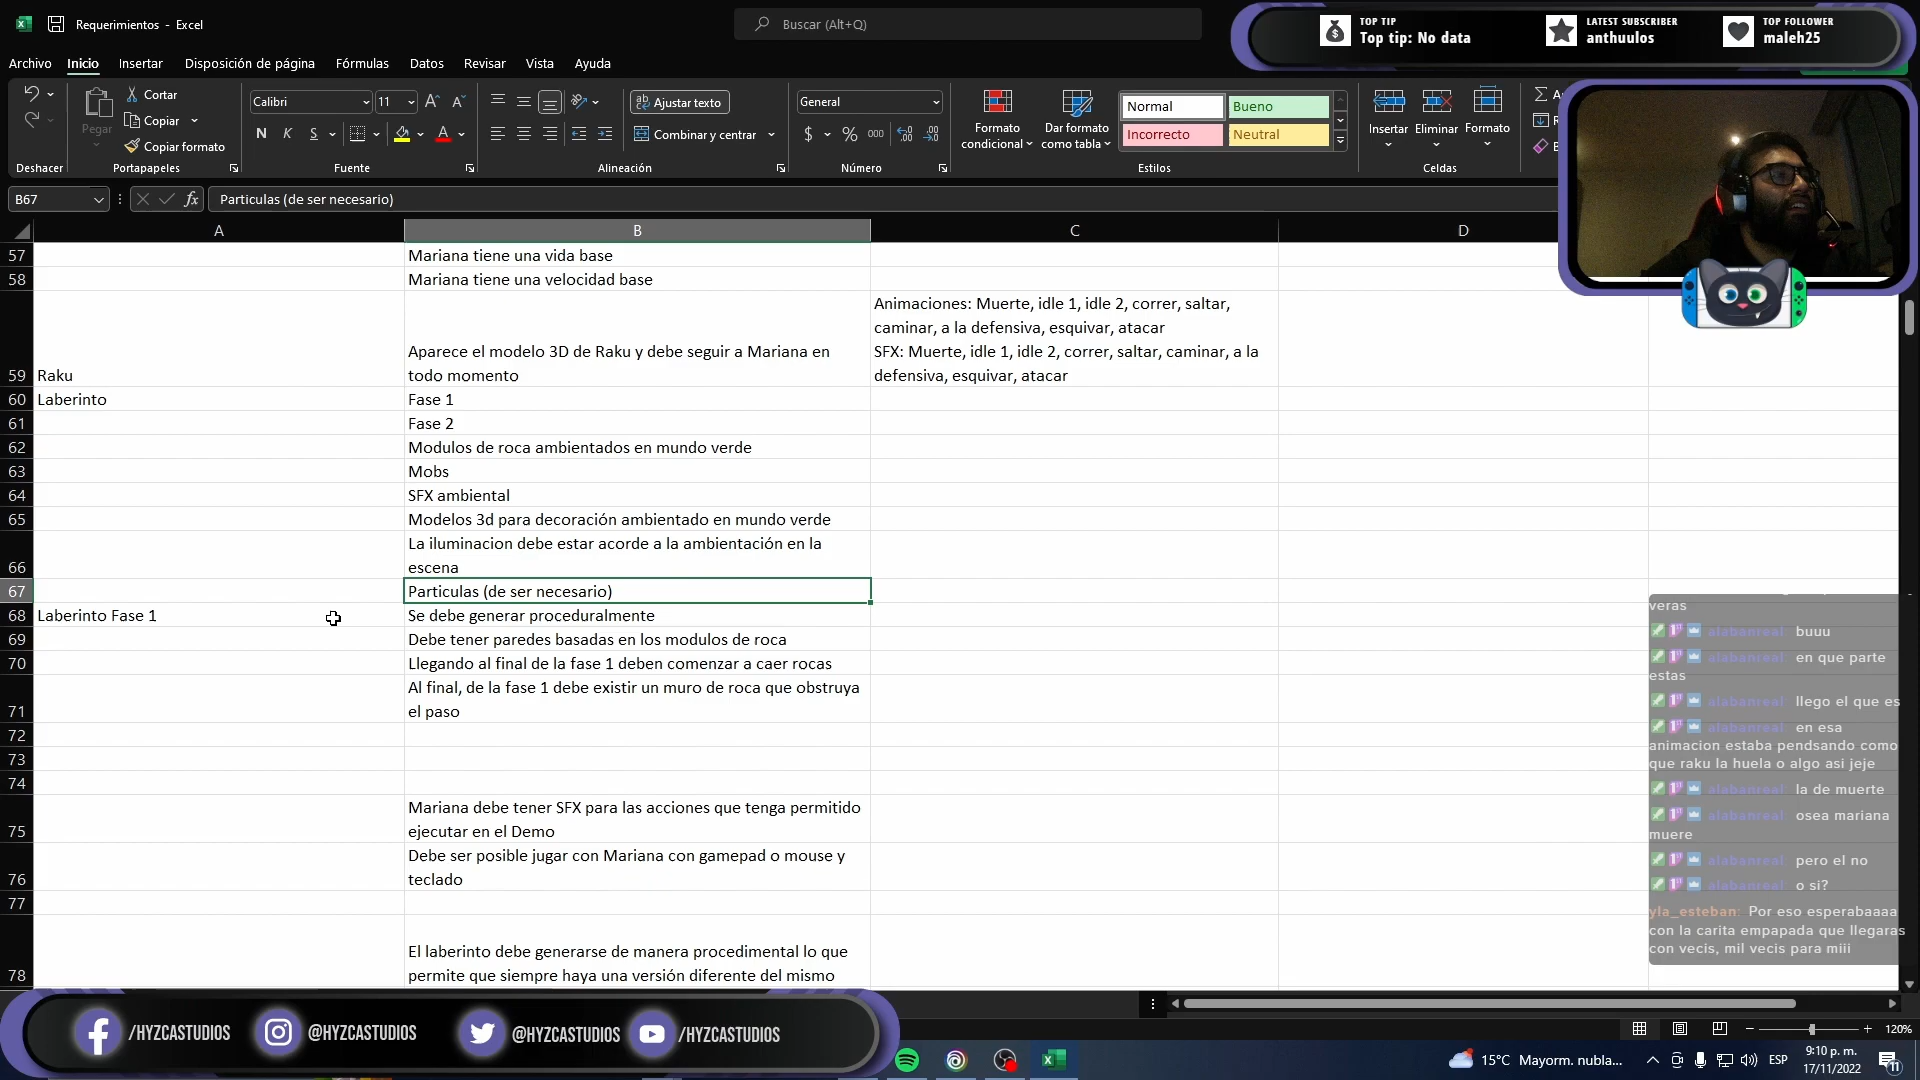 Requerimientos - Excel
Buscar (Alt+Q)
TOP TIP
Top tip: No data
LATEST SUBSCRIBER
anthuulos
TOP FOLLOWER
maleh25
Archivo
Inicio
Insertar
Disposición de página
Fórmulas
Datos
Revisar
Vista
Ayuda
Pegar
Cortar
Copiar
Copiar formato
Calibri
11
N K S
Ajustar texto
Combinar y centrar
General
$ % 000
Formato condicional
Dar formato como tabla
Normal
Bueno
Incorrecto
Neutral
Insertar
Eliminar
Formato
Deshacer
Portapapeles
Fuente
Alineación
Número
Estilos
Celdas
B67
fx
Particulas (de ser necesario)
A
B
C
D
57 Mariana tiene una vida base
58 Mariana tiene una velocidad base
Animaciones: Muerte, idle 1, idle 2, correr, saltar,
caminar, a la defensiva, esquivar, atacar
Aparece el modelo 3D de Raku y debe seguir a Mariana en
SFX: Muerte, idle 1, idle 2, correr, saltar, caminar, a la
59 Raku
todo momento
defensiva, esquivar, atacar
60 Laberinto
Fase 1
61 Fase 2
62 Modulos de roca ambientados en mundo verde
63 Mobs
64 SFX ambiental
65 Modelos 3d para decoración ambientado en mundo verde
La iluminacion debe estar acorde a la ambientación en la
66 escena
67 Particulas (de ser necesario)
68 Laberinto Fase 1
Se debe generar proceduralmente
69 Debe tener paredes basadas en los modulos de roca
70 Llegando al final de la fase 1 deben comenzar a caer rocas
Al final, de la fase 1 debe existir un muro de roca que obstruya
71 el paso
72
73
74
Mariana debe tener SFX para las acciones que tenga permitido
75 ejecutar en el Demo
Debe ser posible jugar con Mariana con gamepad o mouse y
76 teclado
77
El laberinto debe generarse de manera procedimental lo que
78 permite que siempre haya una versión diferente del mismo
veras
alabanreal buuu
alabanreal en que parte
estas
alabanreal llego el que es
alabanreal en esa
animacion estaba pendsando como
que raku la huela o algo asi jeje
alabanreal la de muerte
alabanreal osea mariana
muere
alabanreal pero el no
alabanreal o si?
yla_esteban: Por eso esperabaaaa
con la carita empapada que llegaras
con vecis, mil vecis para miii
/HYZCASTUDIOS
@HYZCASTUDIOS
@HYZCASTUDIOS
/HYZCASTUDIOS
120%
15°C Mayorm. nubla...
ESP
9:10 p. m.
17/11/2022
11